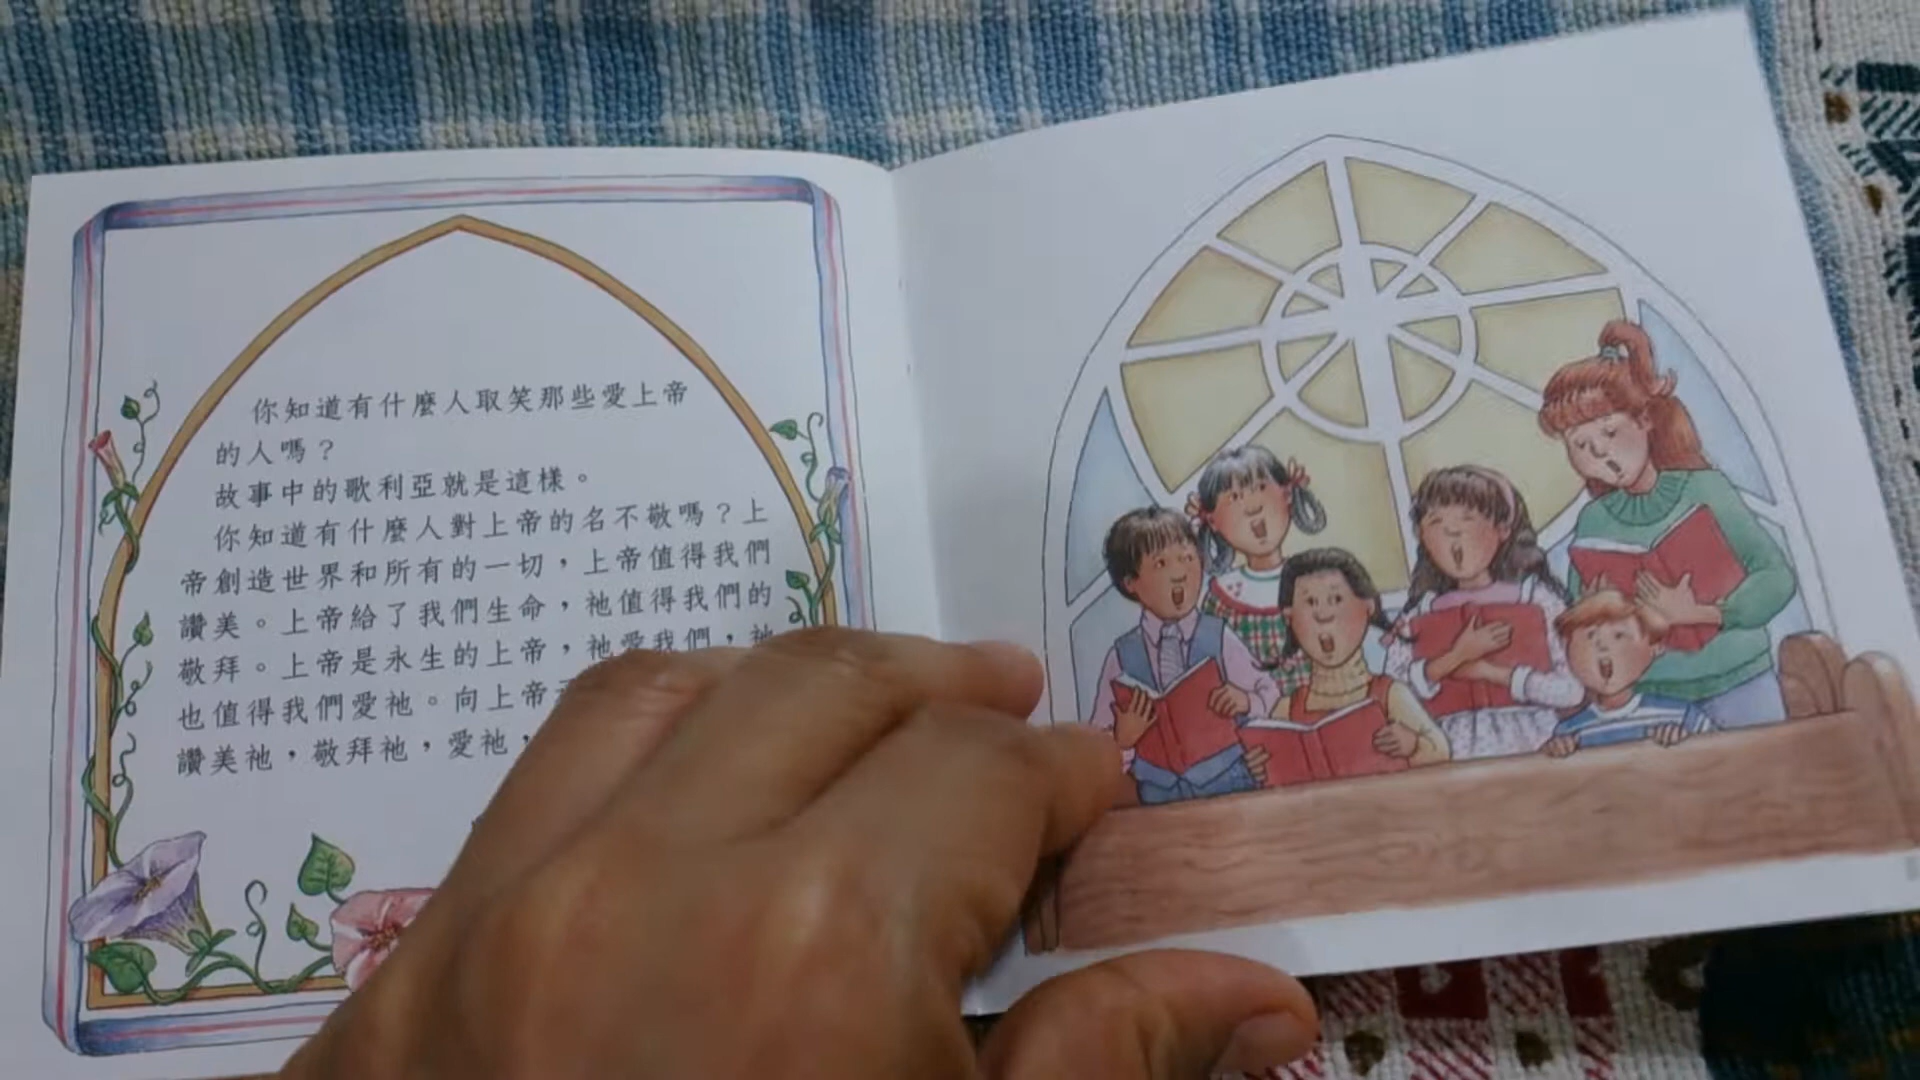 你知道有什麼人取笑那些愛上帝
的人嗎？
故事中的歌利亞就是這樣。
你知道有什麼人對上帝的名不敬嗎？上
帝創造世界和所有的一切，上帝值得我們
讚美。上帝給了我們生命，祂值得我們的
敬拜。上帝是永生的上帝，祂愛我們，祂
也值得我們愛祂。向上帝
讚美祂，敬拜祂，愛祂，